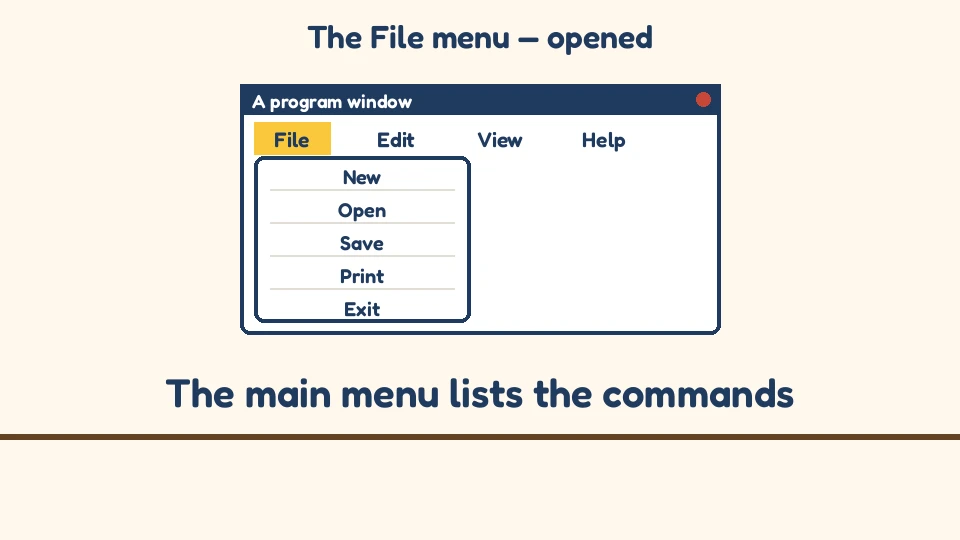 The File menu — opened
A program window
File Edit View Help
New
Open
Save
Print
Exit
The main menu lists the commands